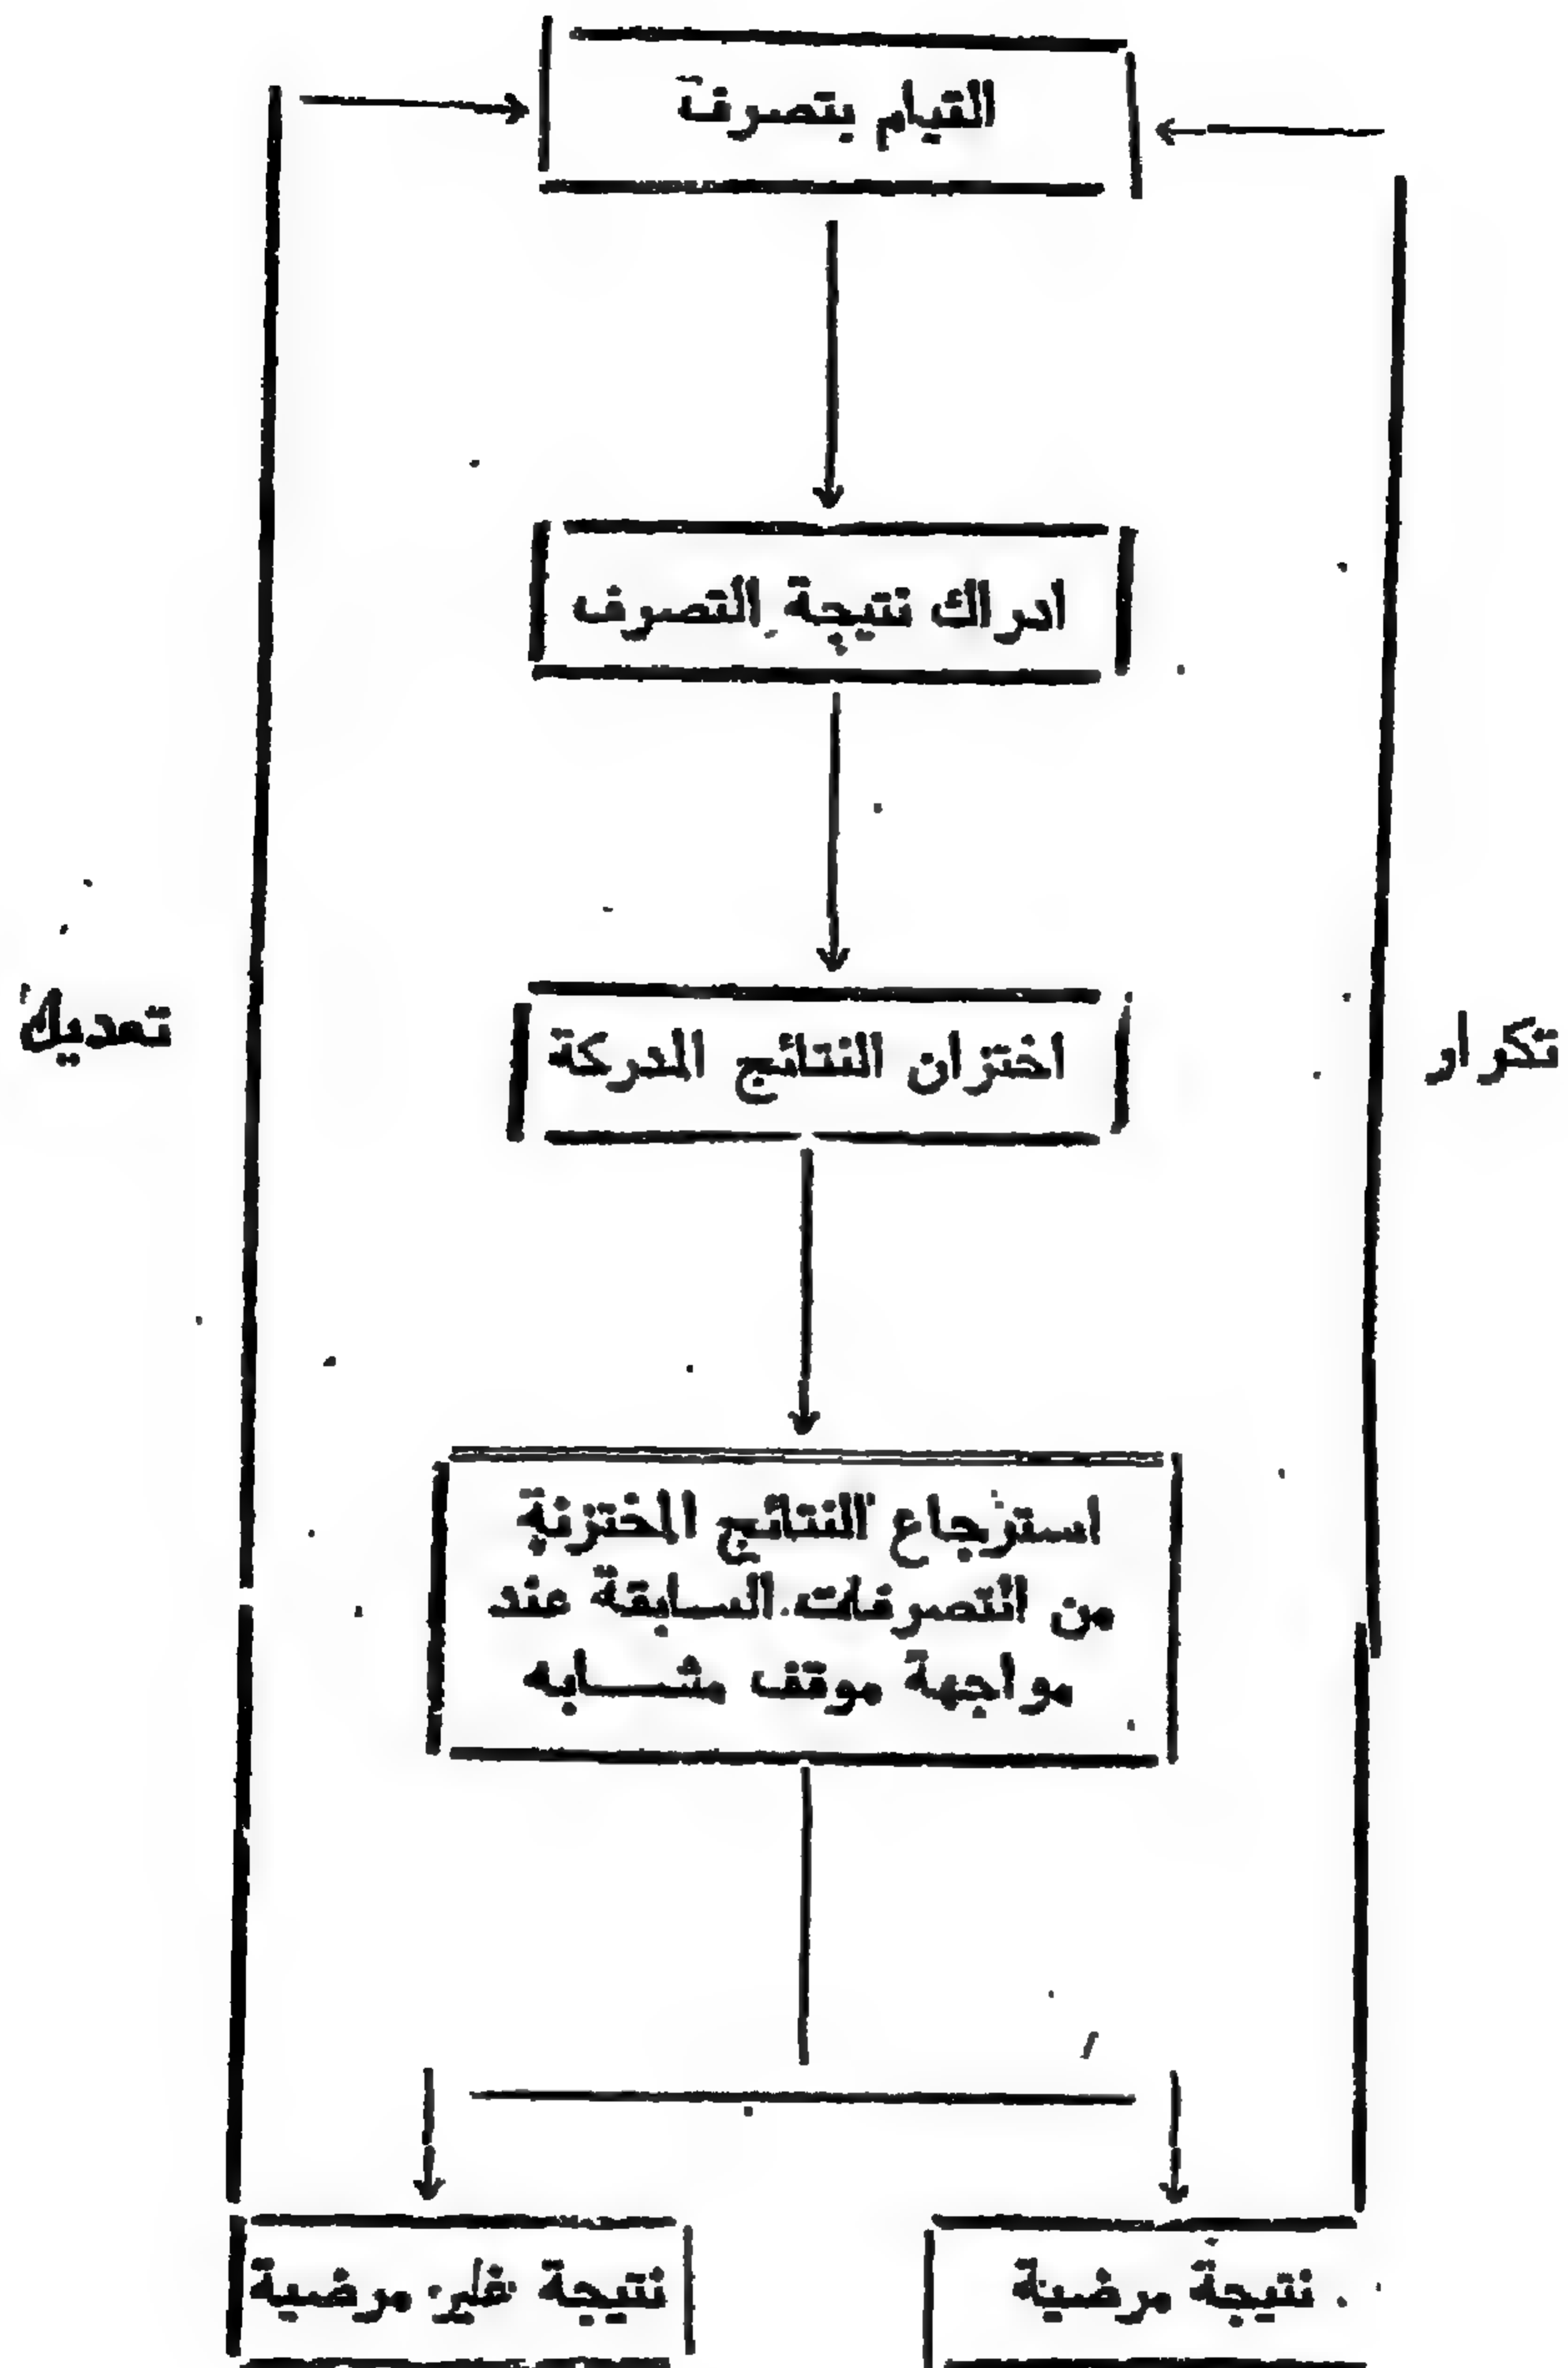 القيام بتصرف
ادراك نتيجة التصرف
اختزان النتائج المدركة
تكرار
تعديل
استرجاع النتائج المختزنة
من التصرفات السابقة عند
مواجهة موقف مشابه
نتيجة مرضية
نتيجة غير مرضية